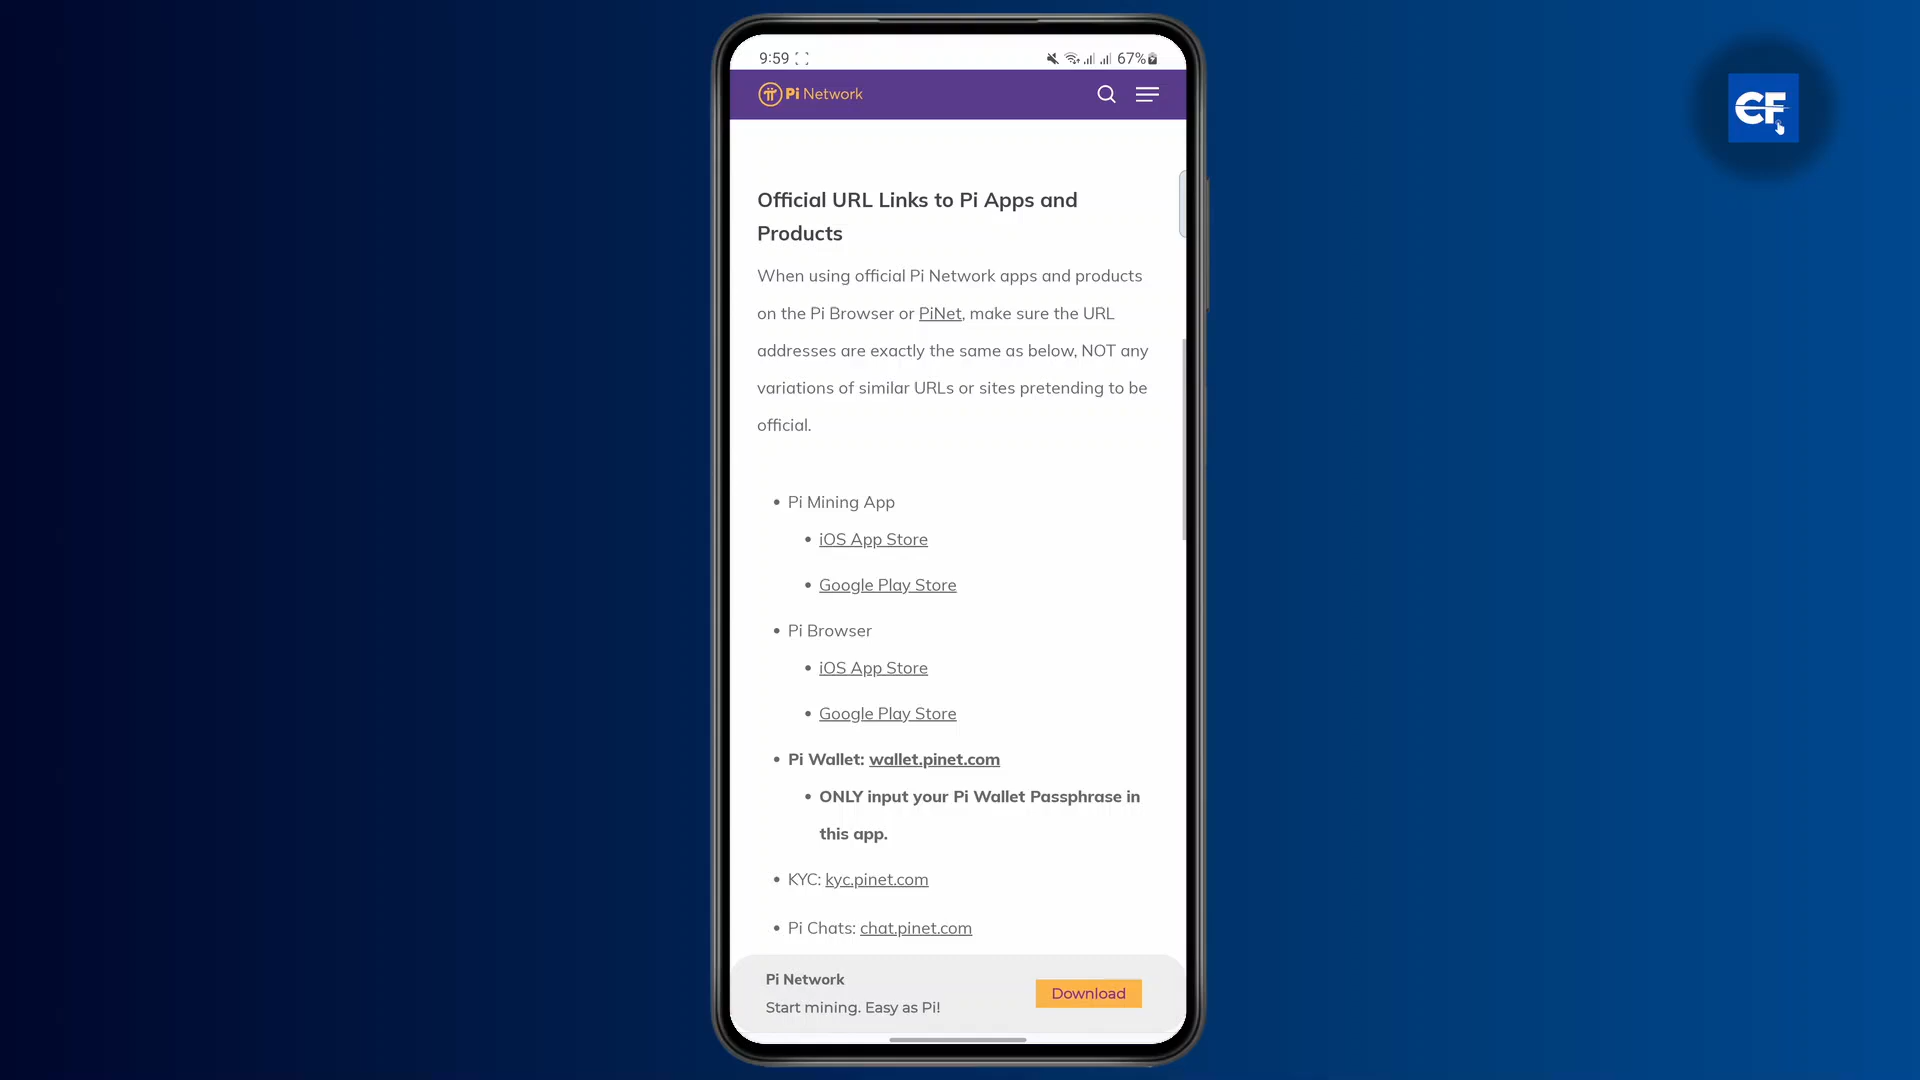 9:59
67%
Pi Network
CF
Official URL Links to Pi Apps and
Products
When using official Pi Network apps and products
on the Pi Browser or PiNet, make sure the URL
addresses are exactly the same as below, NOT any
variations of similar URLs or sites pretending to be
official.
• Pi Mining App
• iOS App Store
• Google Play Store
• Pi Browser
• iOS App Store
• Google Play Store
• Pi Wallet: wallet.pinet.com
• ONLY input your Pi Wallet Passphrase in
this app.
• KYC: kyc.pinet.com
• Pi Chats: chat.pinet.com
Pi Network
Start mining. Easy as Pi!
Download